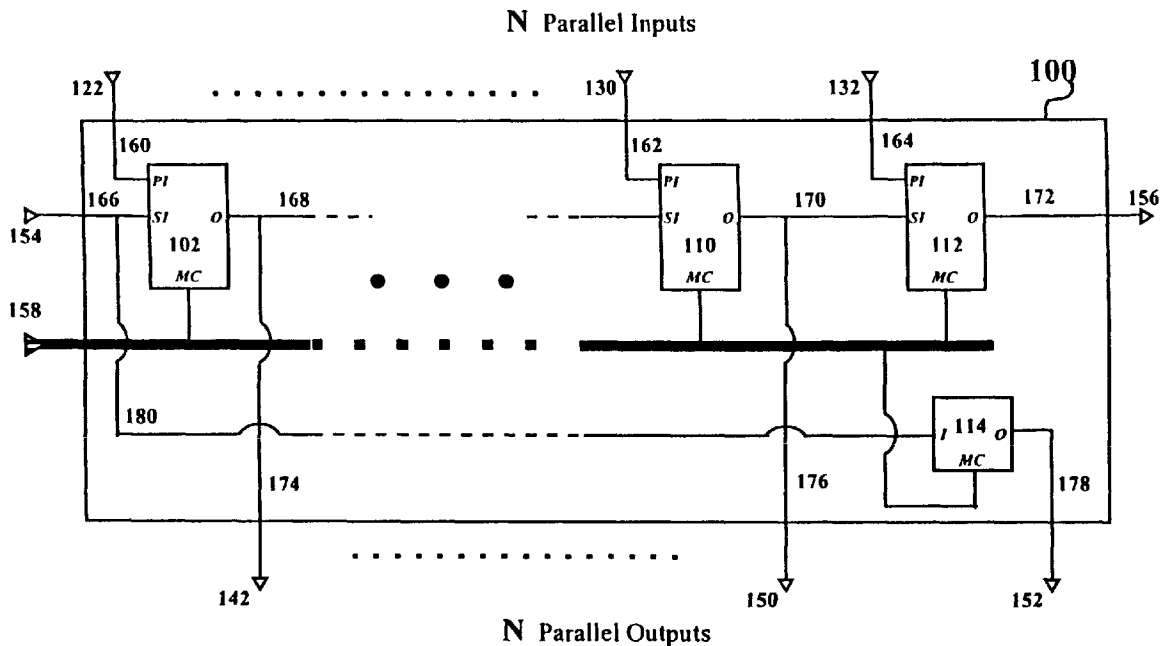 N Parallel Inputs
122
130
132
100
160
162
164
PI
PI
PI
166
SI
O
168
SI
O
170
SI
O
172
156
154
102
110
112
MC
MC
MC
158
180
I
114
O
MC
174
176
178
142
150
152
N Parallel Outputs